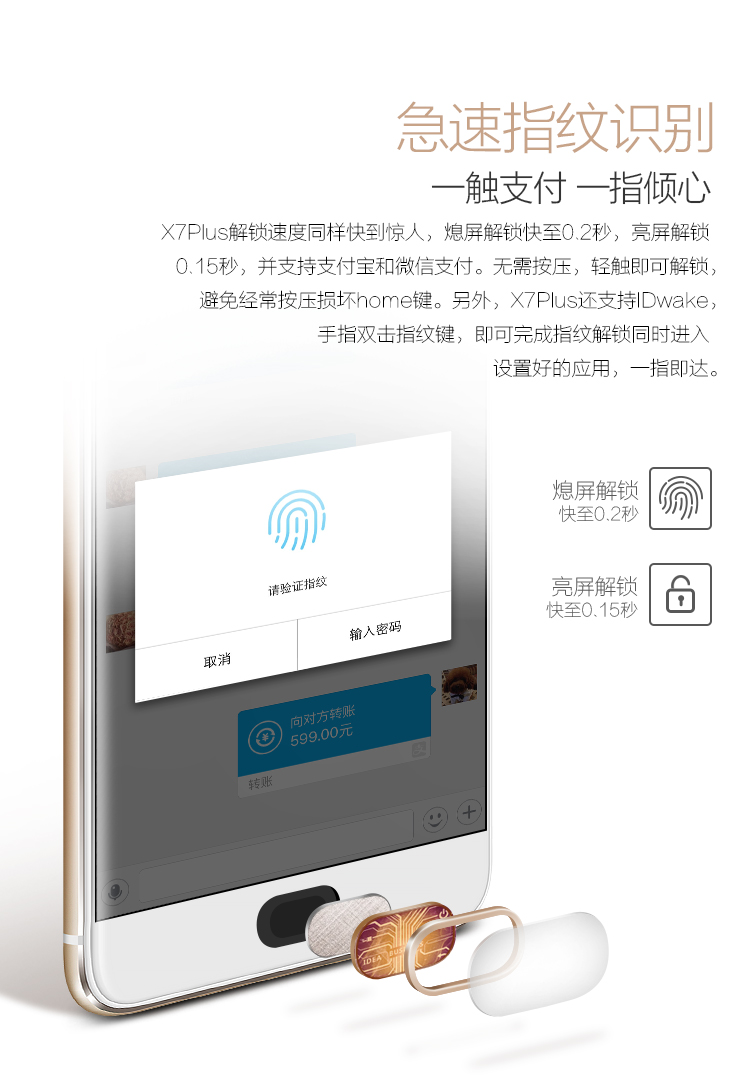 急速指纹识别
一触支付 一指倾心
X7Plus解锁速度同样快到惊人，熄屏解锁快至0.2秒，亮屏解锁
0.15秒，并支持支付宝和微信支付。无需按压，轻触即可解锁，
避免经常按压损坏home键。另外，X7Plus还支持IDwake，
手指双击指纹键，即可完成指纹解锁同时进入
设置好的应用，一指即达。
熄屏解锁
快至0.2秒
请验证指纹
亮屏解锁
快至0.15秒
取消
输入密码
向对方转账
599.00元
转账